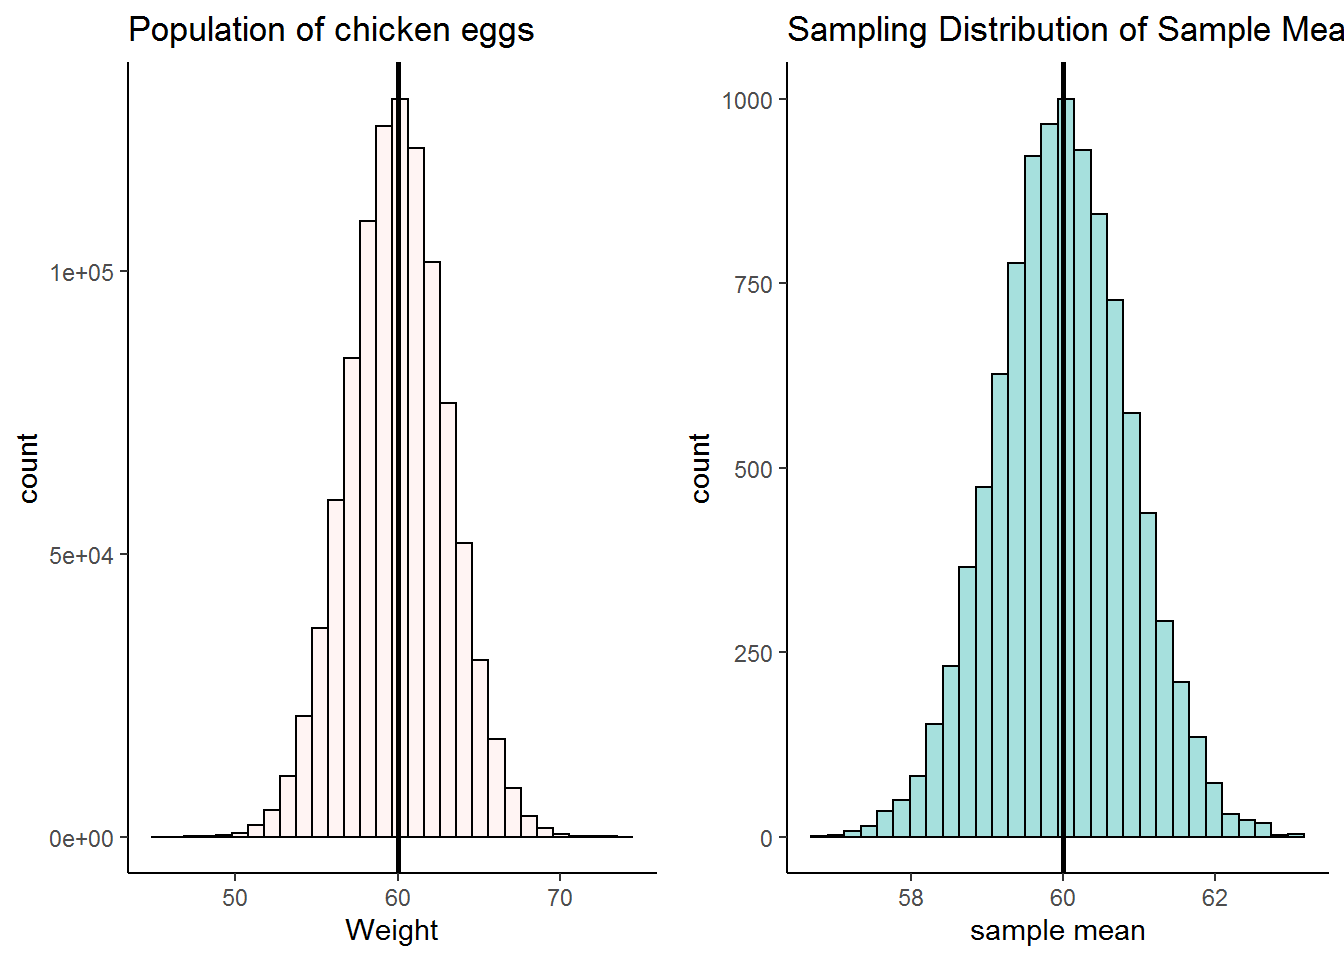 Population of chicken eggs
count
1e+05
5e+04
0e+00
50 60 70
Weight
Sampling Distribution of Sample Mea
count
1000
750
500
250
0
58 60 62
sample mean